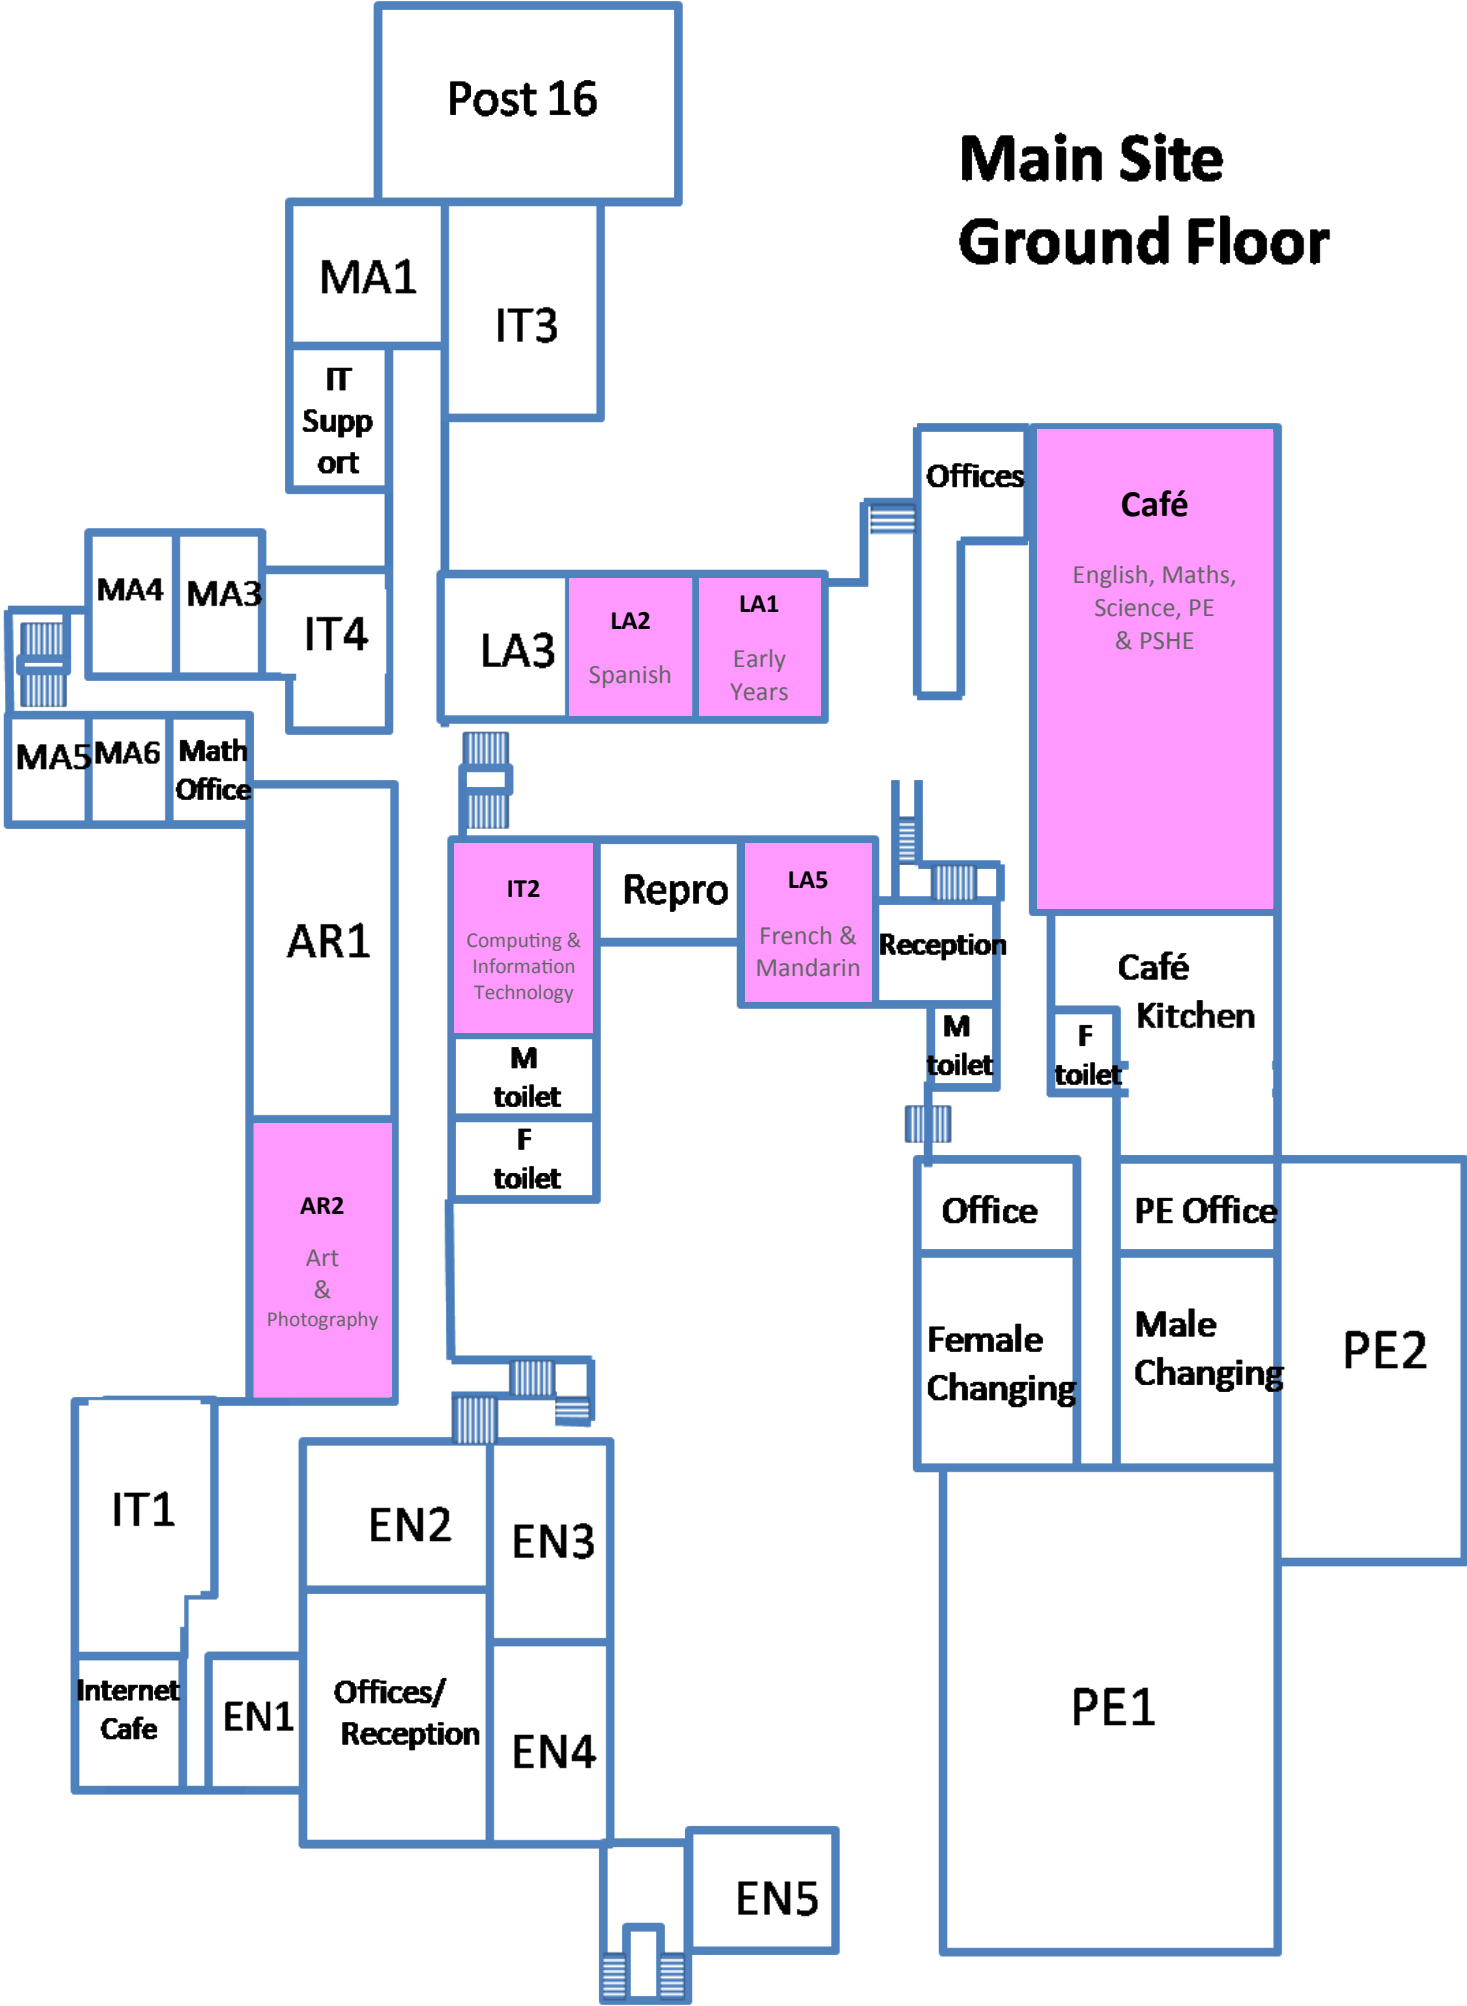 Post 16
Main Site
Ground Floor
MA1
IT3
IT
Supp
ort
Offices
Café
English, Maths,
Science, PE
& PSHE
MA4
MA3
IT4
LA3
LA2
Spanish
LA1
Early
Years
MA5
MA6
Math
Office
AR1
IT2
Computing &
Information
Technology
Repro
LA5
French &
Mandarin
Reception
Café
Kitchen
M
toilet
F
toilet
M
toilet
F
toilet
AR2
Art
&
Photography
Office
PE Office
Female
Changing
Male
Changing
PE2
IT1
EN2
EN3
Internet
Cafe
EN1
Offices/
Reception
EN4
PE1
EN5